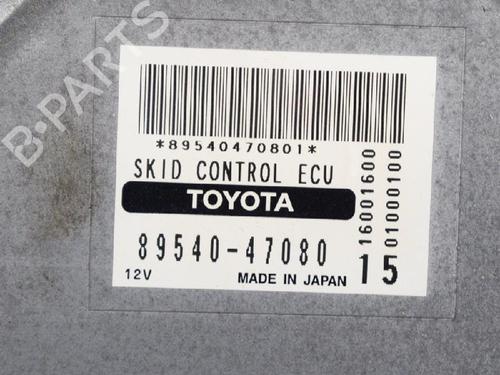 B-PARTS
*89540470801*
SKID CONTROL ECU
TOYOTA
89540-47080
12V
MADE IN JAPAN
15
16001600
01000100